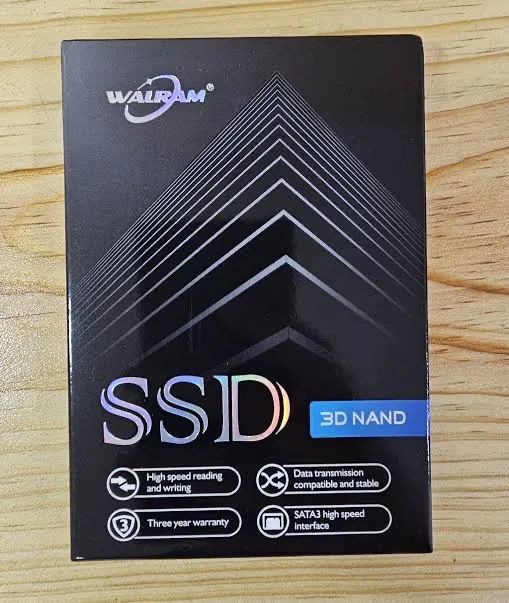 WALRAM®
SSD
3D NAND
High speed reading
and writing
Data transmission
compatible and stable
3
Three year warranty
SATA3 high speed
interface